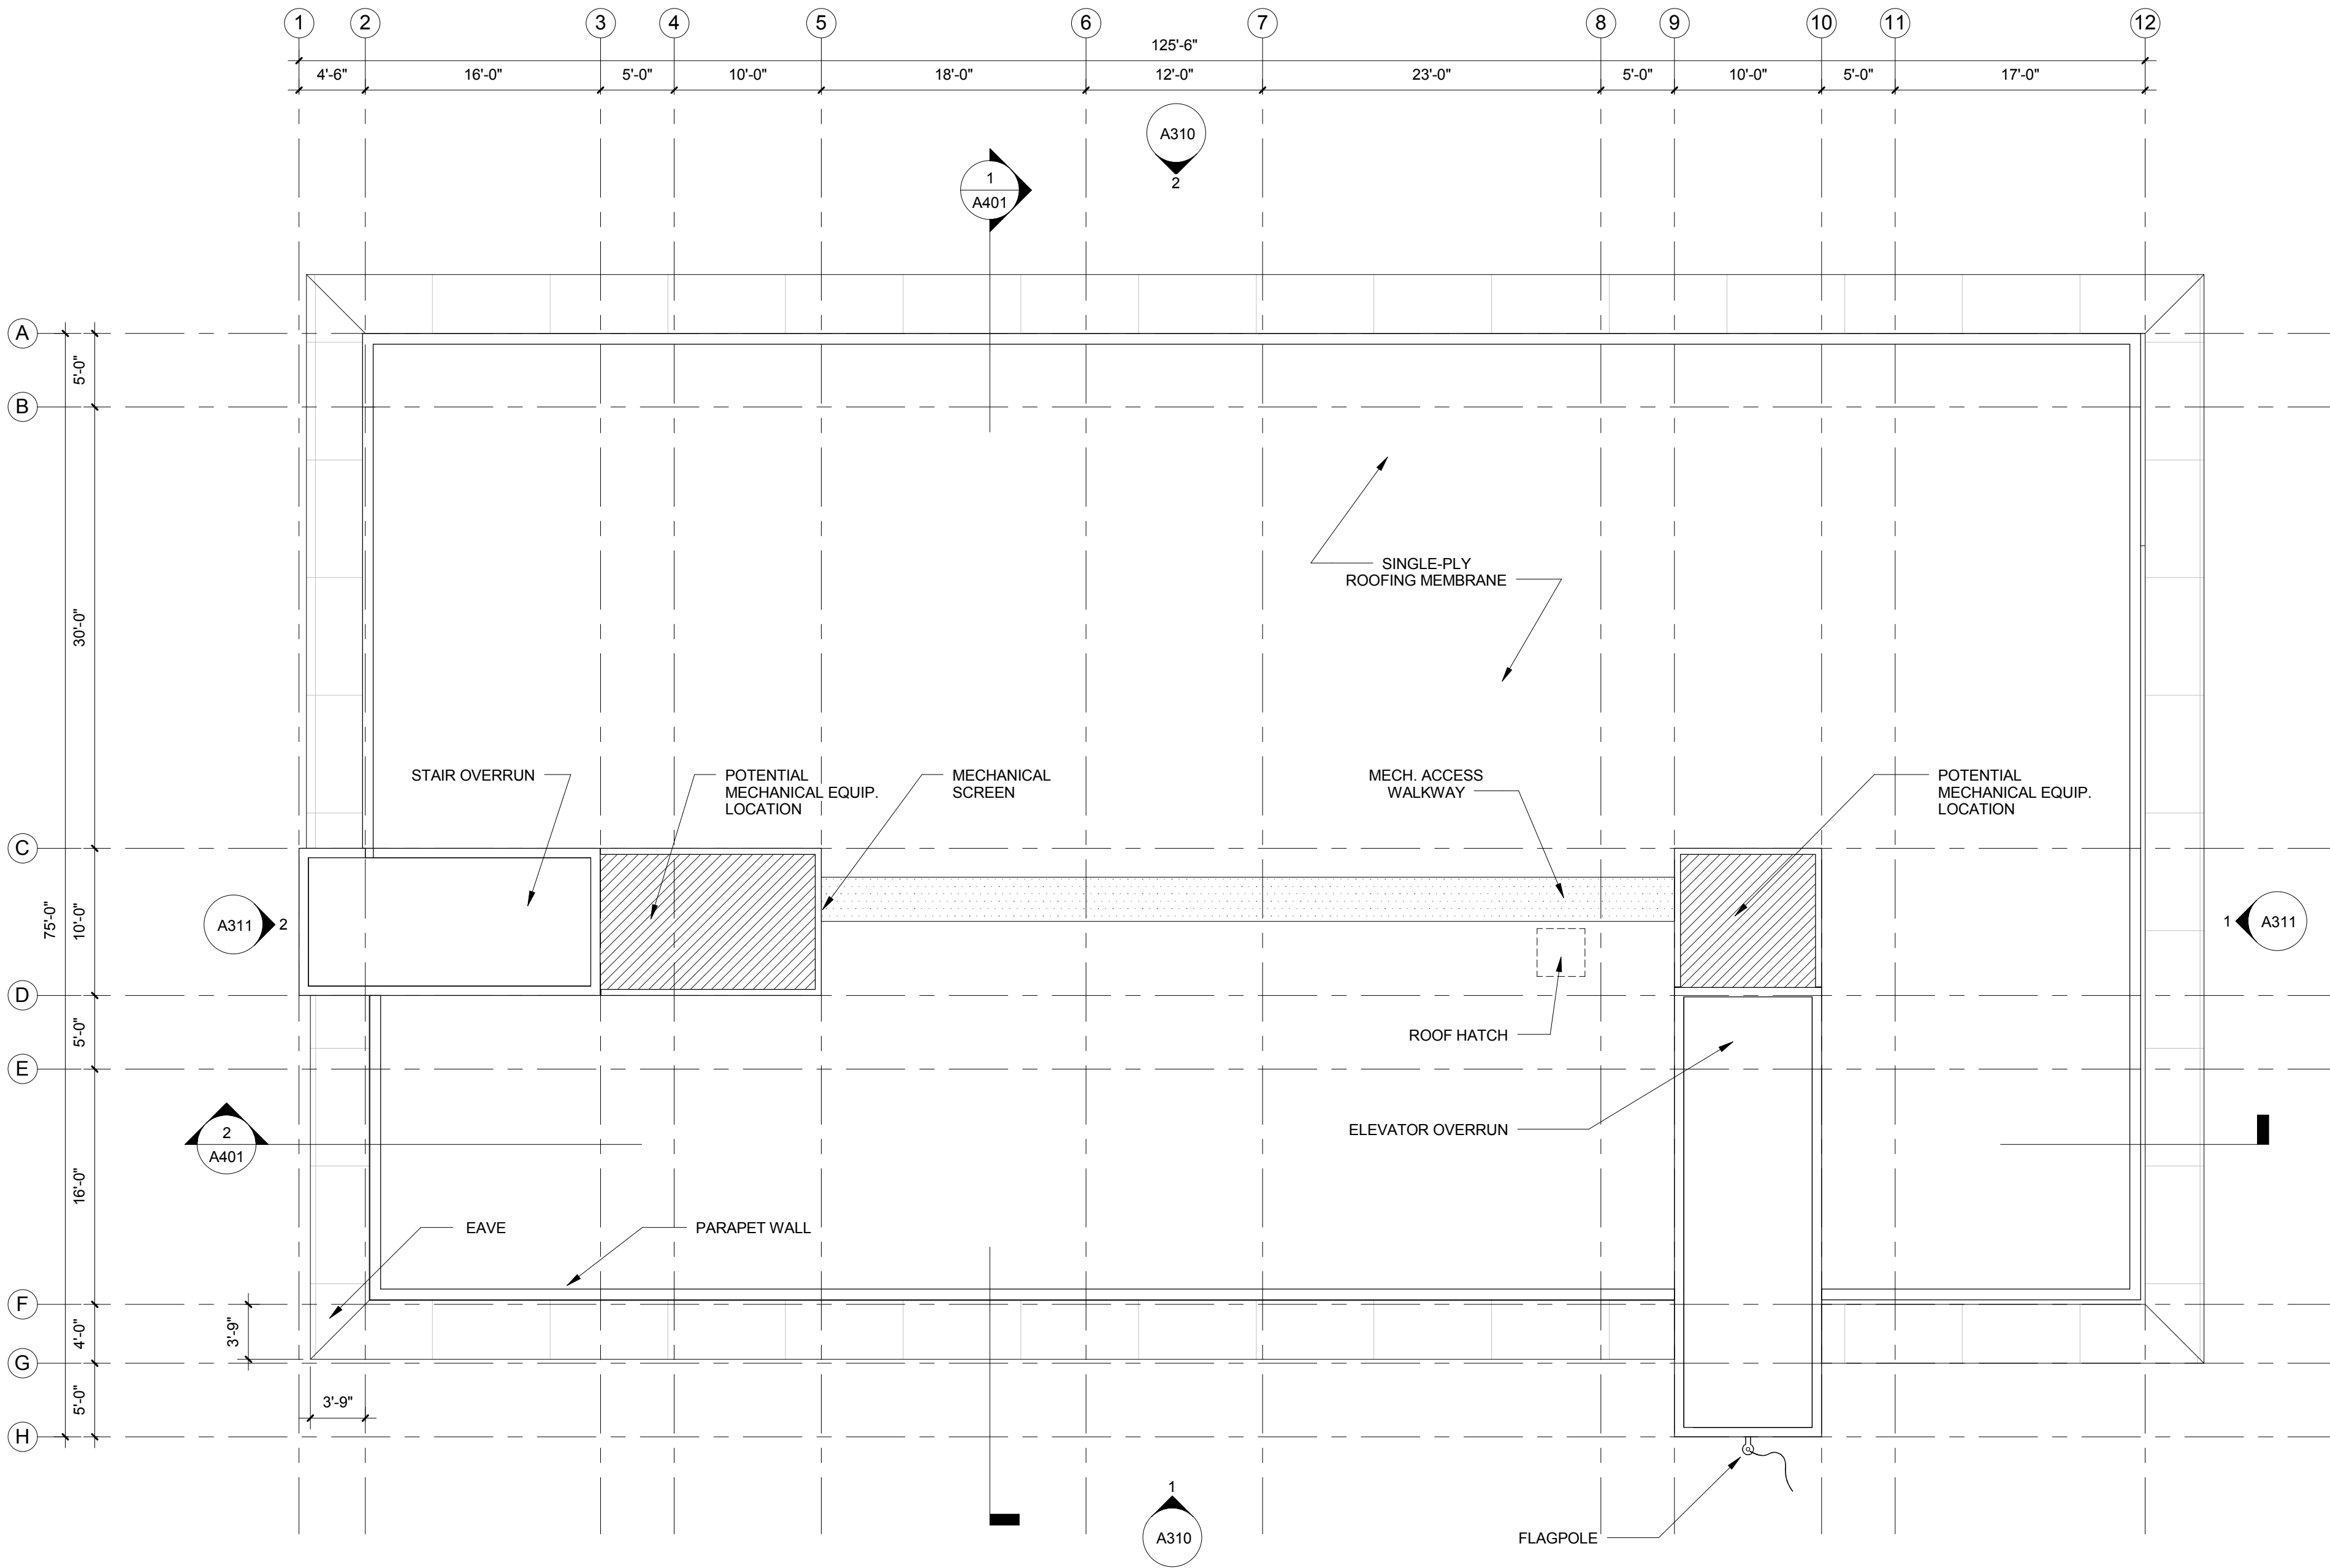 1 2 3 4 5 6 7 8 9 10 11 12
125'-6"
4'-6" 16'-0" 5'-0" 10'-0" 18'-0" 12'-0" 23'-0" 5'-0" 10'-0" 5'-0" 17'-0"
A310
2
1
A401
A
5'-0"
B
30'-0"
SINGLE-PLY
ROOFING MEMBRANE
STAIR OVERRUN
POTENTIAL
MECHANICAL EQUIP.
LOCATION
MECHANICAL
SCREEN
MECH. ACCESS
WALKWAY
POTENTIAL
MECHANICAL EQUIP.
LOCATION
C
75'-0"
10'-0"
A311 2
1 A311
D
5'-0"
ROOF HATCH
E
2
A401
ELEVATOR OVERRUN
16'-0"
EAVE
PARAPET WALL
F
4'-0"
3'-9"
G
5'-0"
3'-9"
H
1
A310
FLAGPOLE